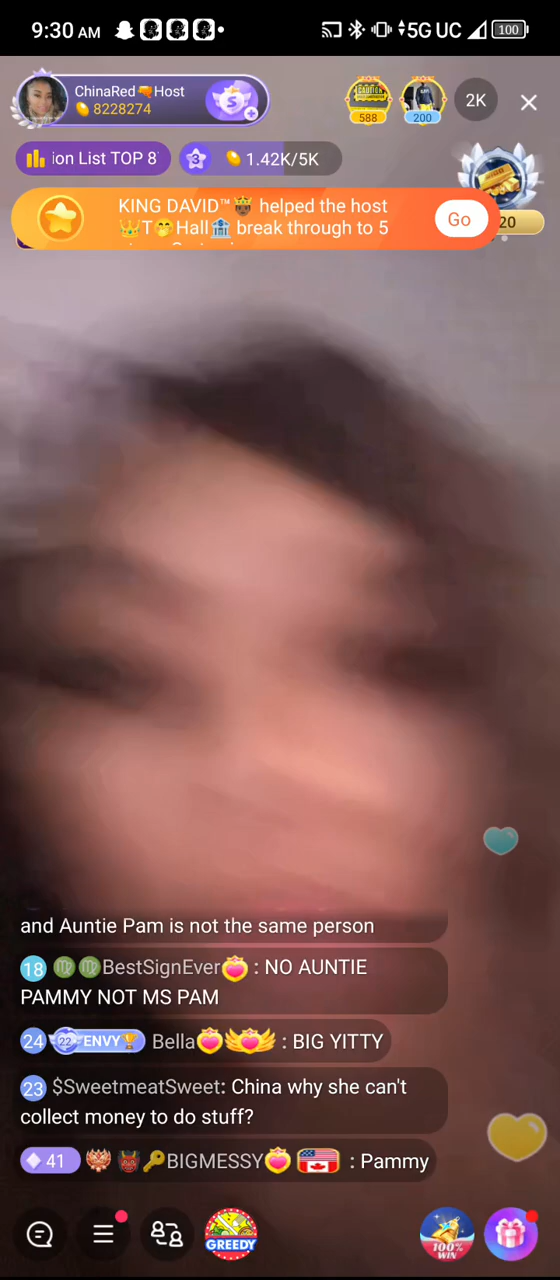 9:30 AM
5G UC
100
ChinaRed🔫Host
8228274
S
CAUTION
588
200
2K
ion List TOP 8
3
1.42K/5K
KING DAVID™🤴🏾 helped the host
👑T🤭Hall🏦 break through to 5
Go
20
and Auntie Pam is not the same person
18 ♍♍BestSignEver : NO AUNTIE
PAMMY NOT MS PAM
24 22 ENVY🏆 Bella : BIG YITTY
23 $SweetmeatSweet: China why she can't
collect money to do stuff?
41 👹🔑BIGMESSY : Pammy
GREEDY
100%
WIN